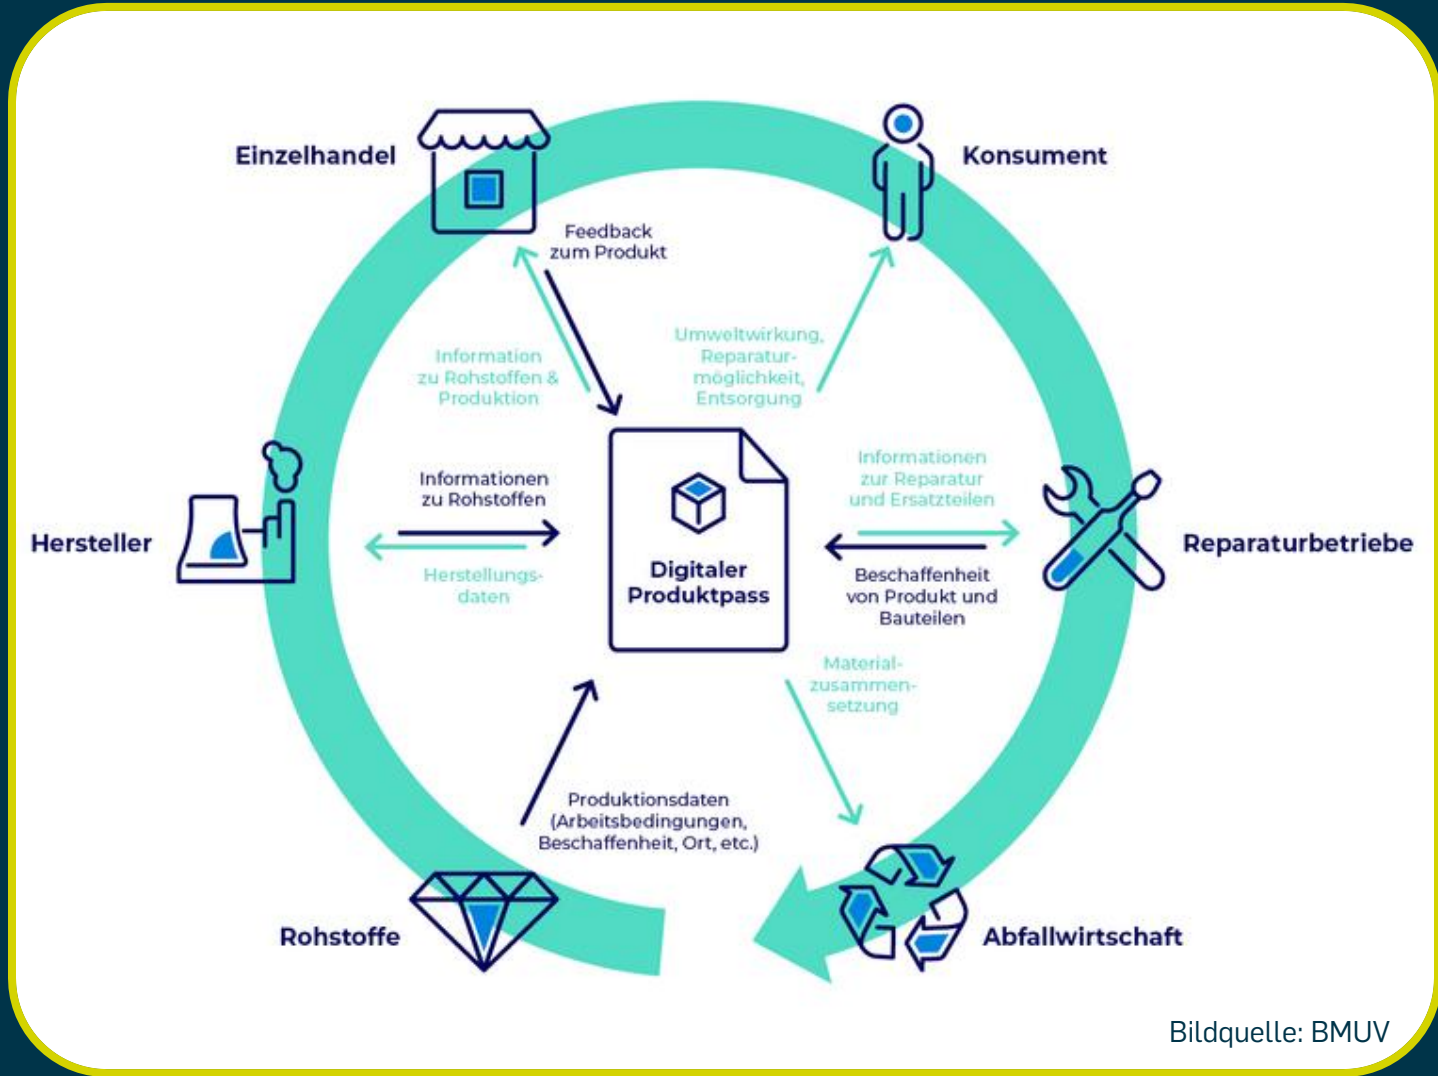 Einzelhandel
Konsument
Feedback
zum Produkt
Umweltwirkung,
Reparatur-
möglichkeit,
Entsorgung
Information
zu Rohstoffen &
Produktion
Informationen
zu Rohstoffen
Informationen
zur Reparatur
und Ersatzteilen
Hersteller
Reparaturbetriebe
Herstellungs-
daten
Digitaler
Produktpass
Beschaffenheit
von Produkt und
Bauteilen
Material-
zusammen-
setzung
Produktionsdaten
(Arbeitsbedingungen,
Beschaffenheit, Ort, etc.)
Rohstoffe
Abfallwirtschaft
Bildquelle: BMUV